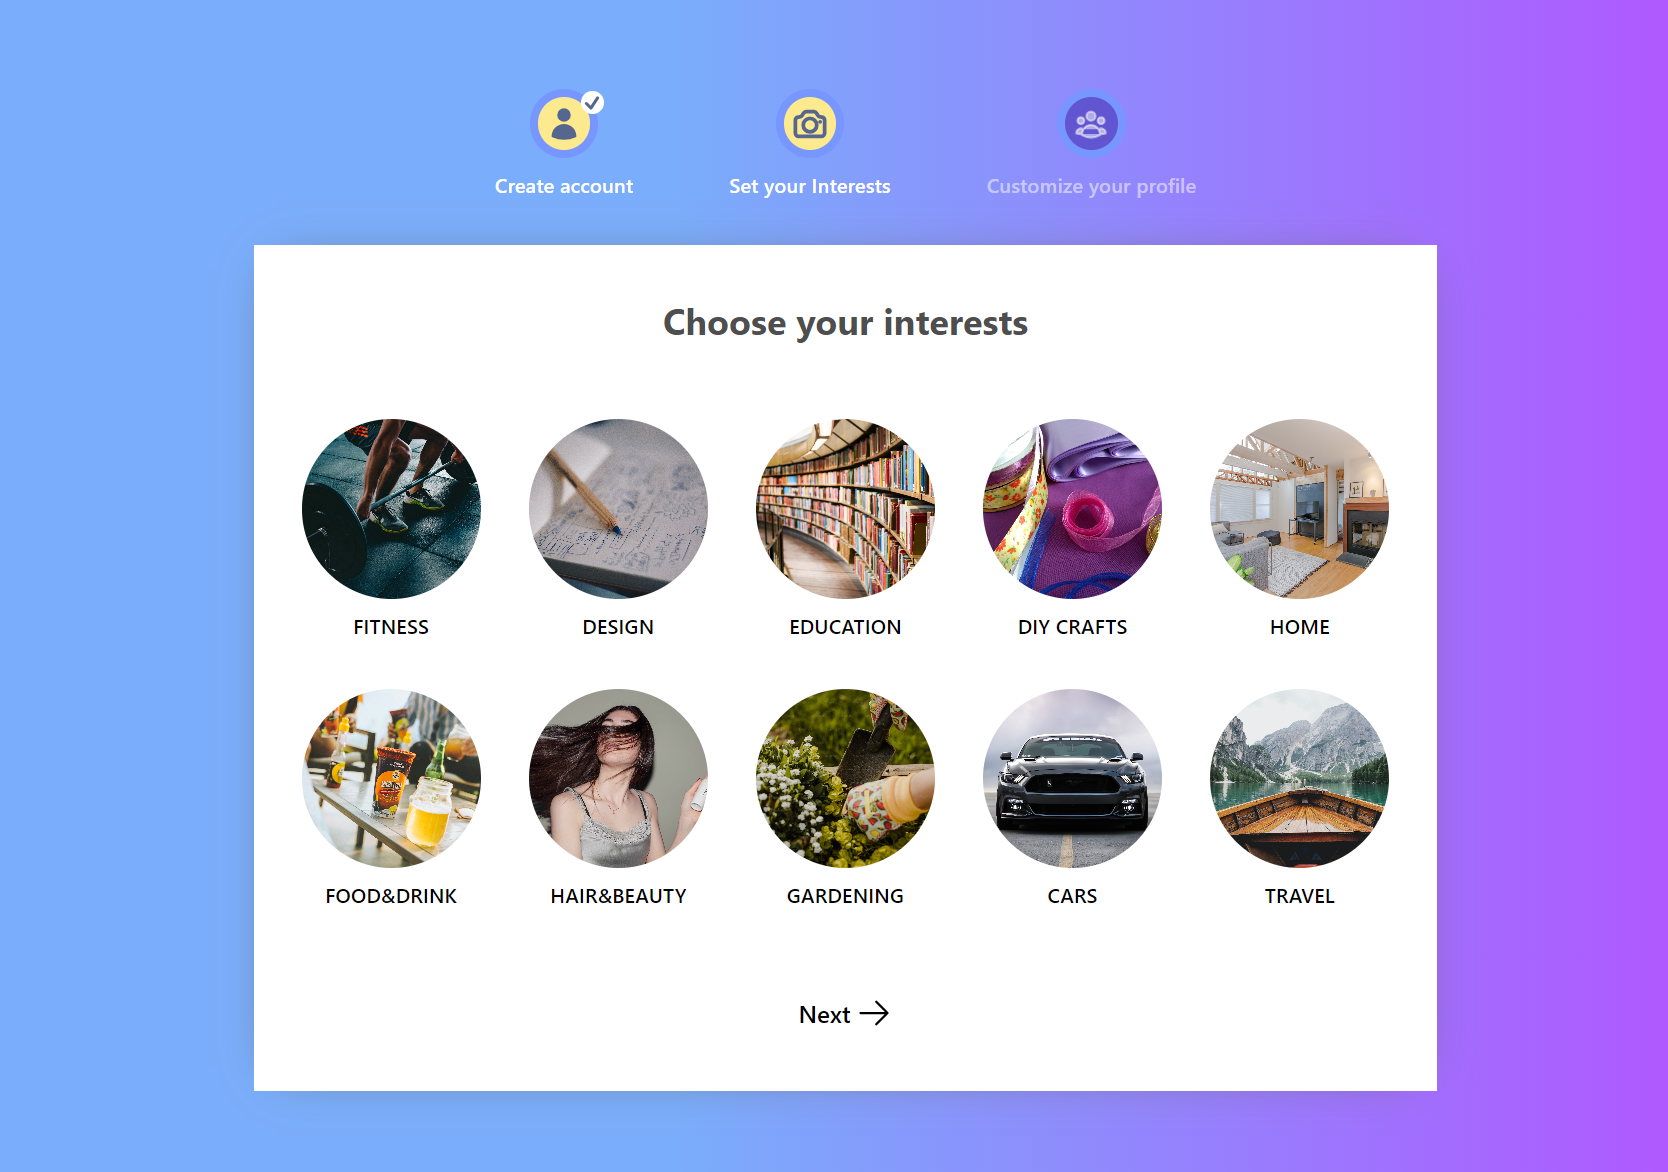 Create account
Set your Interests
Customize your profile
Choose your interests
FITNESS
DESIGN
EDUCATION
DIY CRAFTS
HOME
FOOD&DRINK
HAIR&BEAUTY
GARDENING
CARS
TRAVEL
Next